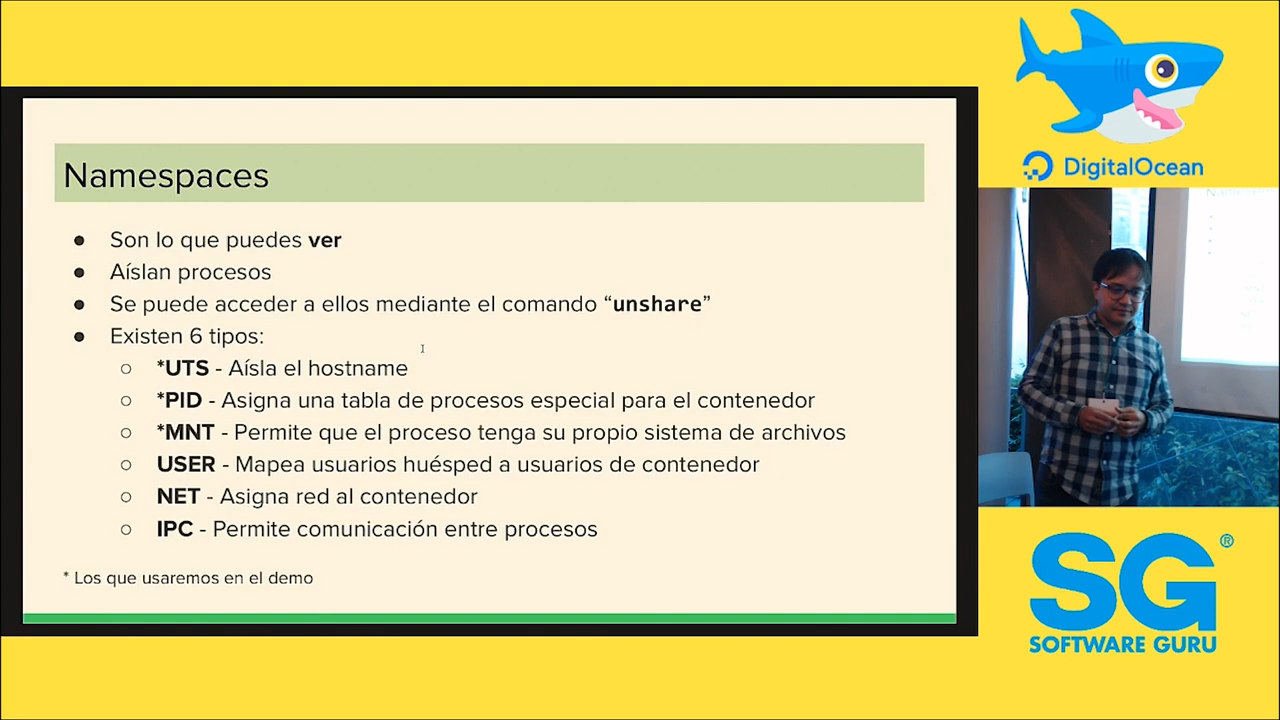 Namespaces
● Son lo que puedes ver
● Aíslan procesos
● Se puede acceder a ellos mediante el comando “unshare”
● Existen 6 tipos:
○ *UTS - Aísla el hostname
○ *PID - Asigna una tabla de procesos especial para el contenedor
○ *MNT - Permite que el proceso tenga su propio sistema de archivos
○ USER - Mapea usuarios huésped a usuarios de contenedor
○ NET - Asigna red al contenedor
○ IPC - Permite comunicación entre procesos
* Los que usaremos en el demo
DigitalOcean
SG®
SOFTWARE GURU